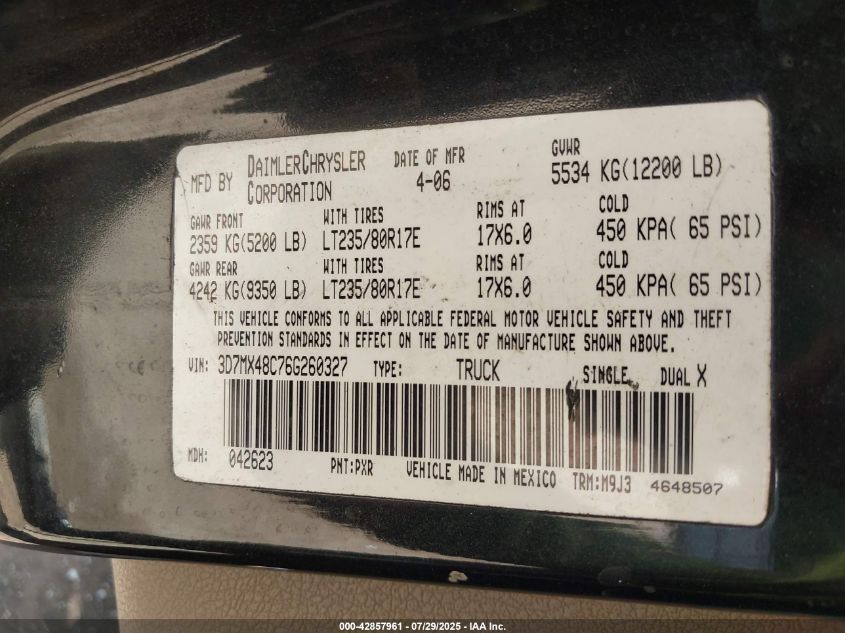 MFD BY DAIMLERCHRYSLER CORPORATION DATE OF MFR 4-06 GVWR 5534 KG(12200 LB)
GAWR FRONT WITH TIRES RIMS AT COLD
2359 KG(5200 LB) LT235/80R17E 17X6.0 450 KPA( 65 PSI)
GAWR REAR WITH TIRES RIMS AT COLD
4242 KG(9350 LB) LT235/80R17E 17X6.0 450 KPA( 65 PSI)
THIS VEHICLE CONFORMS TO ALL APPLICABLE FEDERAL MOTOR VEHICLE SAFETY AND THEFT
PREVENTION STANDARDS IN EFFECT ON THE DATE OF MANUFACTURE SHOWN ABOVE.
VIN: 3D7MX48C76G260327 TYPE: TRUCK SINGLE DUAL X
MDH: 042623 PNT:PXR VEHICLE MADE IN MEXICO TRM:M9J3 4648507
000-42857961 | 07/29/2025 - IAA Inc.